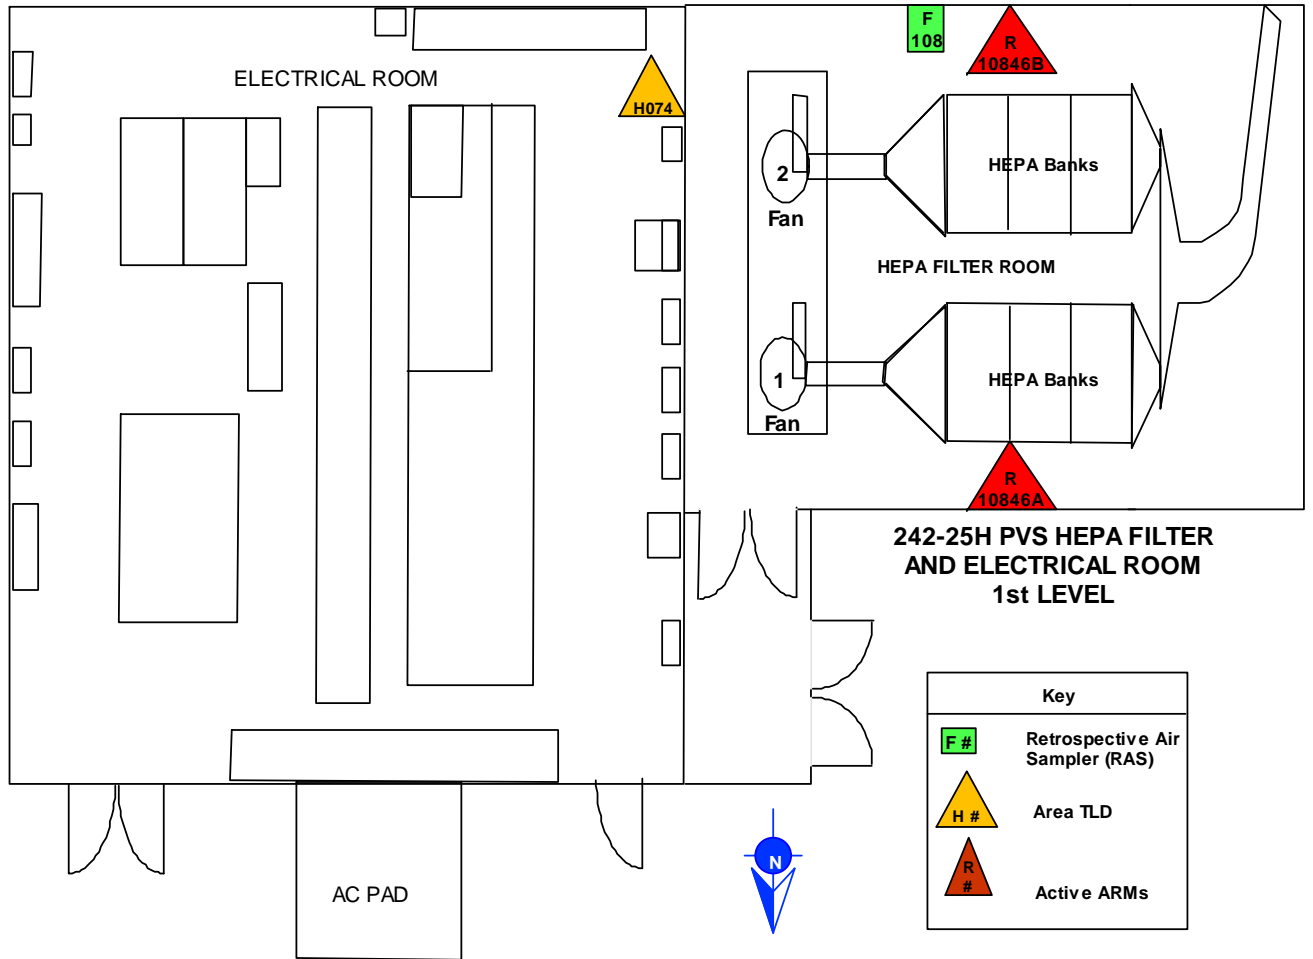 F
108
R
10846B
ELECTRICAL ROOM
H074
HEPA Banks
2
Fan
HEPA FILTER ROOM
HEPA Banks
1
Fan
R
10846A
242-25H PVS HEPA FILTER
AND ELECTRICAL ROOM
1st LEVEL
Key
F #
Retrospective Air
Sampler (RAS)
H #
Area TLD
R
#
Active ARMs
N
AC PAD